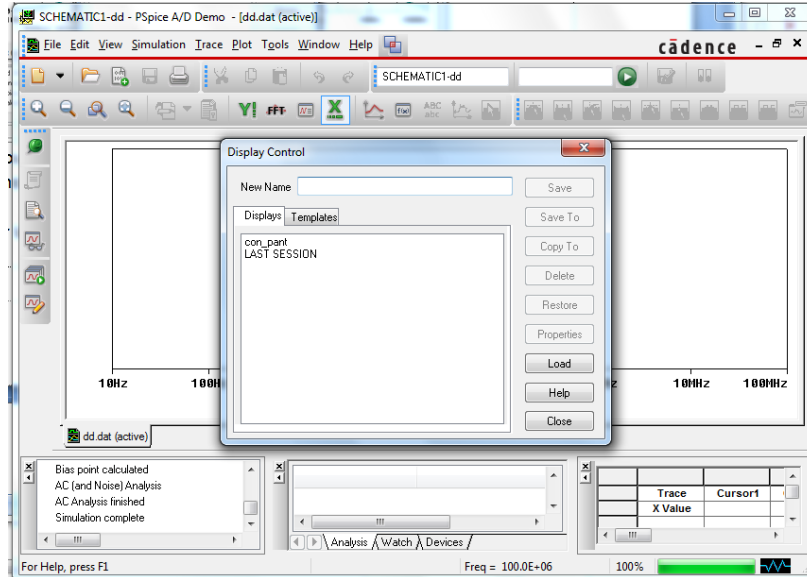 SCHEMATIC1-dd - PSpice A/D Demo - [dd.dat (active)]
File Edit View Simulation Trace Plot Tools Window Help
cādence
SCHEMATIC1-dd
FFT
f(x)
ABC
abc
Display Control
New Name
Save
Displays Templates
Save To
con_pant
LAST SESSION
Copy To
Delete
Restore
Properties
Load
Help
Close
10Hz
10MHz 100MHz
dd.dat (active)
Bias point calculated
AC (and Noise) Analysis
AC Analysis finished
Simulation complete
Analysis Watch Devices
Trace Cursor1
X Value
For Help, press F1
Freq = 100.0E+06
100%